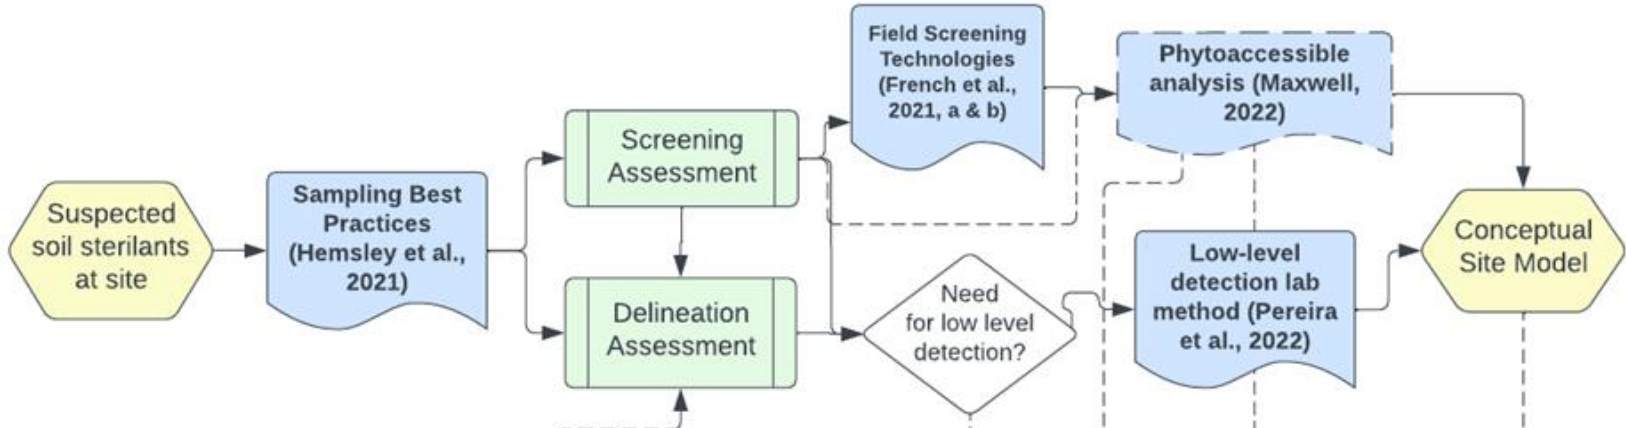 Suspected
soil sterilants
at site
Sampling Best
Practices
(Hemsley et al.,
2021)
Screening
Assessment
Delineation
Assessment
Field Screening
Technologies
(French et al.,
2021, a & b)
Need
for low level
detection?
Phytoaccessible
analysis (Maxwell,
2022)
Low-level
detection lab
method (Pereira
et al., 2022)
Conceptual
Site Model